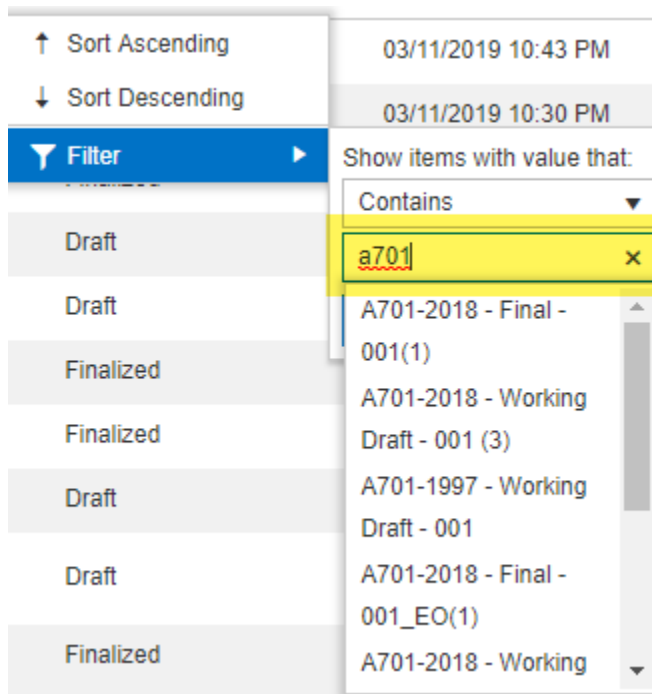 ↑ Sort Ascending
03/11/2019 10:43 PM
↓ Sort Descending
03/11/2019 10:30 PM
Filter
Show items with value that:
Contains
Draft
a701
Draft
A701-2018 - Final -
001(1)
Finalized
A701-2018 - Working
Finalized
Draft - 001 (3)
A701-1997 - Working
Draft
Draft - 001
Draft
A701-2018 - Final -
001_EO(1)
Finalized
A701-2018 - Working